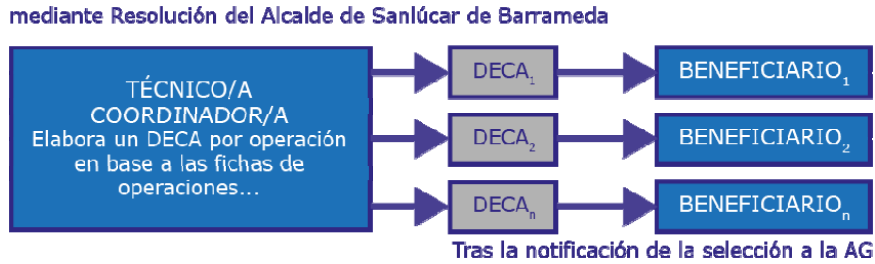 mediante Resolución del Alcalde de Sanlúcar de Barrameda
TÉCNICO/A
COORDINADOR/A
Elabora un DECA por operación
en base a las fichas de
operaciones...
DECA1
BENEFICIARIO1
DECA2
BENEFICIARIO2
DECAn
BENEFICIARIOn
Tras la notificación de la selección a la AG